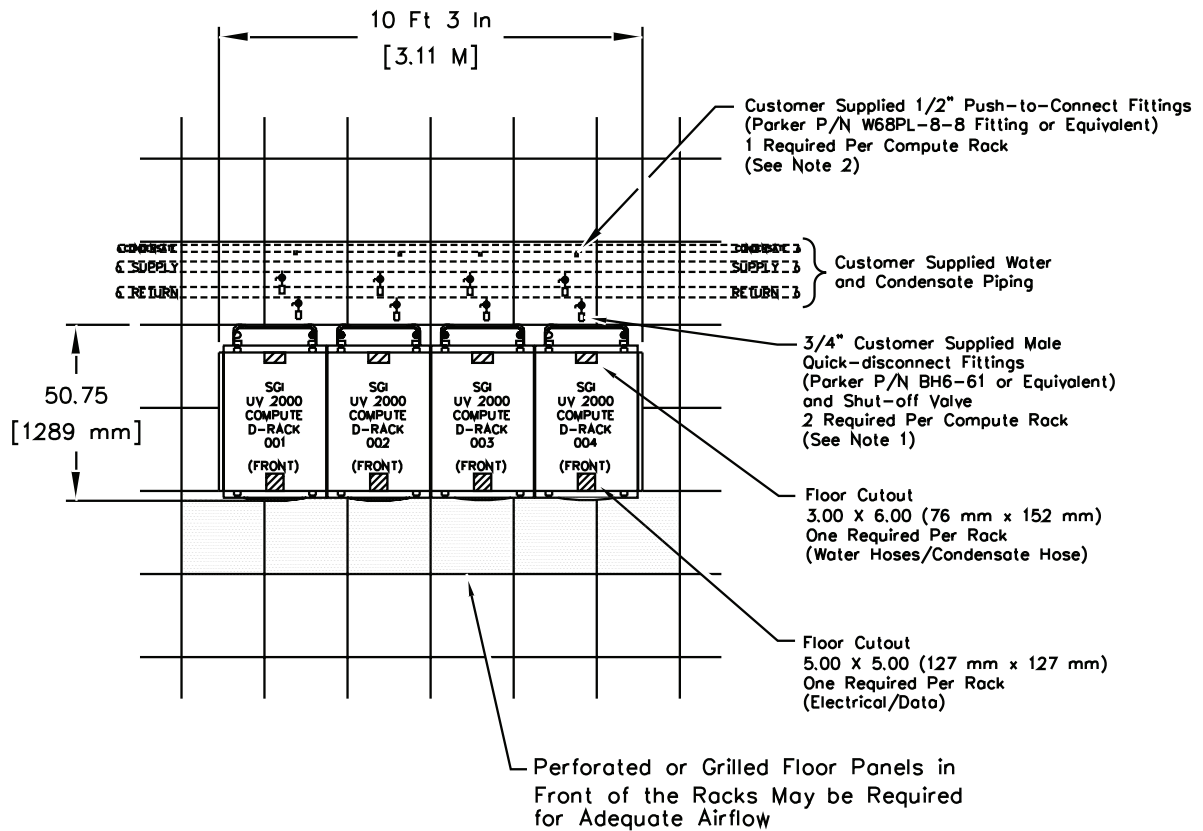 10 Ft 3 In
[3.11 M]
Customer Supplied 1/2" Push-to-Connect Fittings
(Parker P/N W68PL-8-8 Fitting or Equivalent)
1 Required Per Compute Rack
(See Note 2)
SUPPLY
RETURN
SUPPLY
RETURN
Customer Supplied Water
and Condensate Piping
50.75
[1289 mm]
SGI
UV 2000
COMPUTE
D-RACK
001
(FRONT)
SGI
UV 2000
COMPUTE
D-RACK
002
(FRONT)
SGI
UV 2000
COMPUTE
D-RACK
003
(FRONT)
SGI
UV 2000
COMPUTE
D-RACK
004
(FRONT)
3/4" Customer Supplied Male
Quick-disconnect Fittings
(Parker P/N BH6-61 or Equivalent)
and Shut-off Valve
2 Required Per Compute Rack
(See Note 1)
Floor Cutout
3.00 X 6.00 (76 mm x 152 mm)
One Required Per Rack
(Water Hoses/Condensate Hose)
Floor Cutout
5.00 X 5.00 (127 mm x 127 mm)
One Required Per Rack
(Electrical/Data)
Perforated or Grilled Floor Panels in
Front of the Racks May be Required
for Adequate Airflow